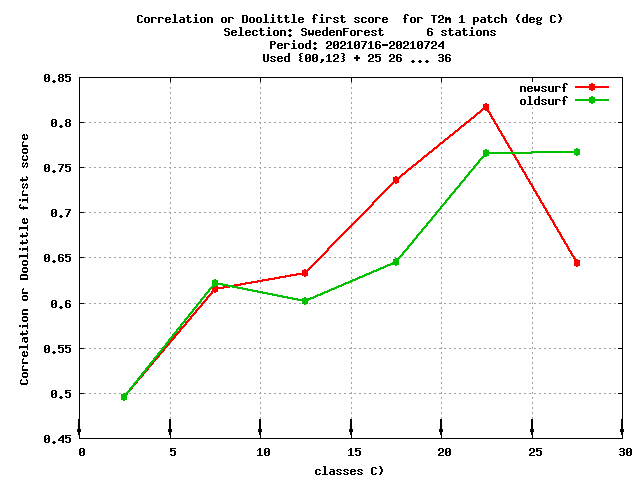 Correlation or Doolittle first score  for T2m 1 patch (deg C)
Selection: SwedenForest      6 stations
Period: 20210716-20210724
Used {00,12} + 25 26 ... 36
newsurf
oldsurf
Correlation or Doolittle first score
0.85
0.8
0.75
0.7
0.65
0.6
0.55
0.5
0.45
0 5 10 15 20 25 30
classes C)